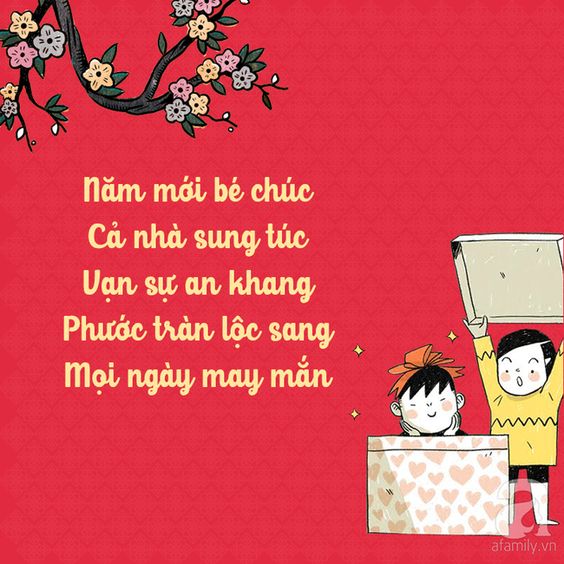 Năm mới bé chúc
Cả nhà sung túc
Vạn sự an khang
Phước tràn lộc sang
Mọi ngày may mắn
a
afamily.vn